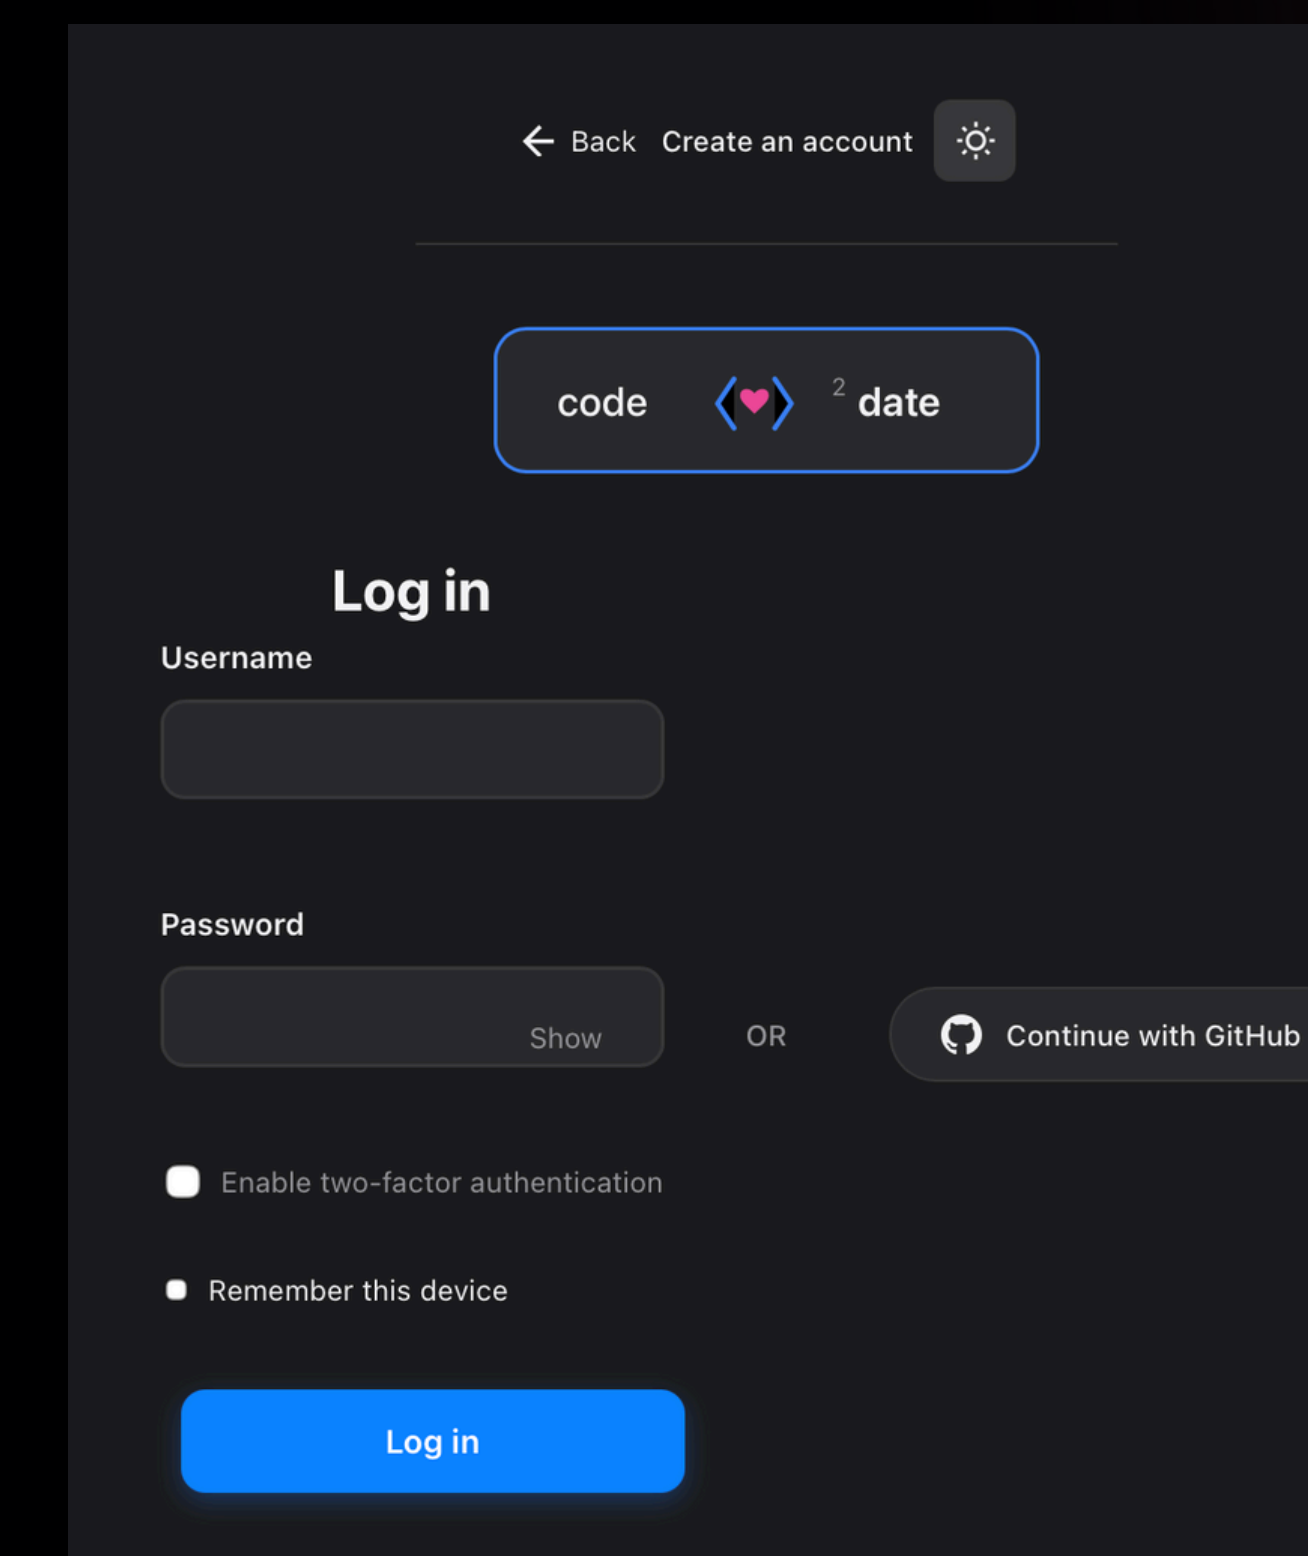 Back Create an account
code 2 date
Log in
Username
Password
Show
OR
Continue with GitHub
Enable two-factor authentication
Remember this device
Log in